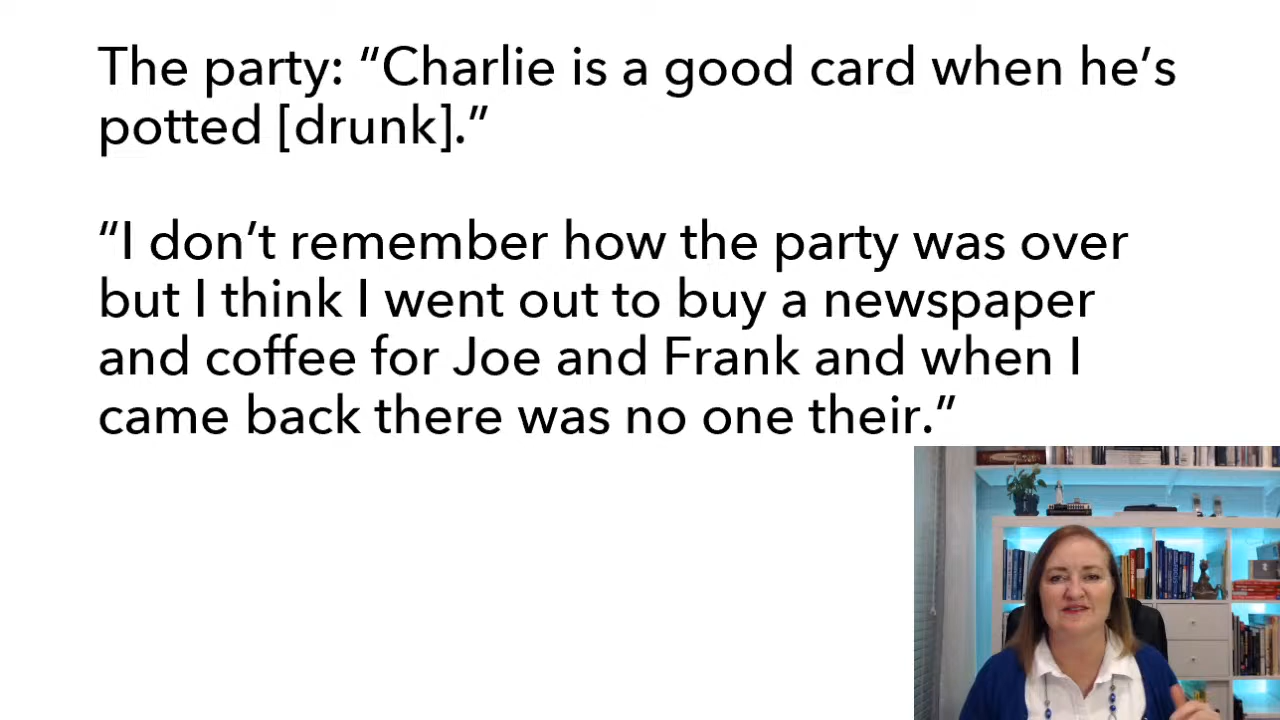 The party: “Charlie is a good card when he’s
potted [drunk].”
“I don’t remember how the party was over
but I think I went out to buy a newspaper
and coffee for Joe and Frank and when I
came back there was no one their.”